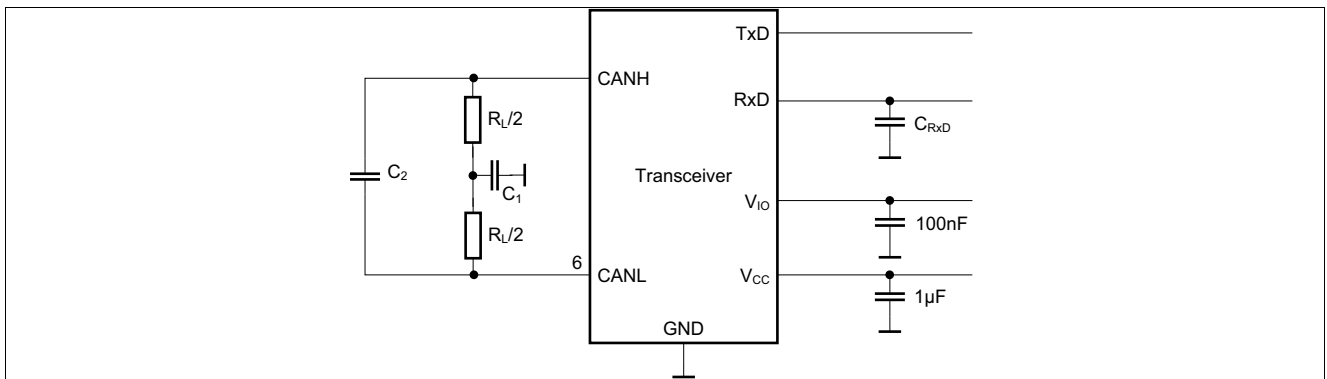 TxD
CANH
RxD
R_L/2
C_RxD
C_2
C_1
Transceiver
V_IO
100nF
R_L/2
6
CANL
V_CC
1µF
GND